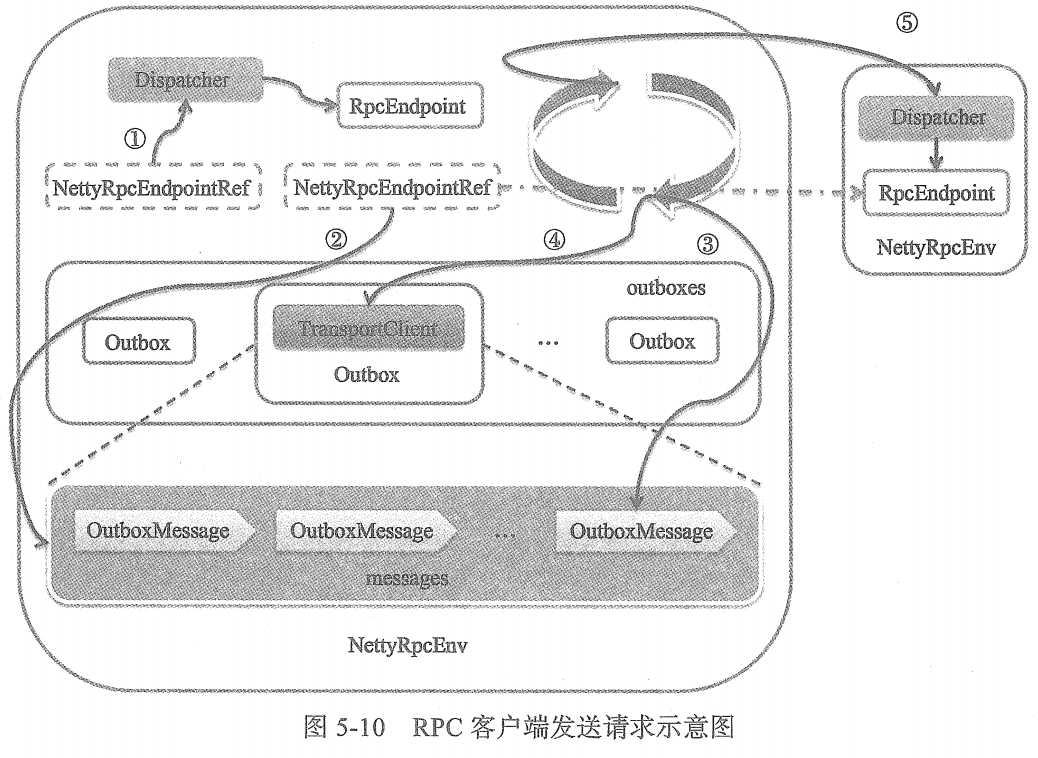 ⑤
Dispatcher
RpcEndpoint
①
NettyRpcEndpointRef
NettyRpcEndpointRef
Dispatcher
RpcEndpoint
NettyRpcEnv
②
④
③
outboxes
Outbox
TransportClient
Outbox
...
Outbox
OutboxMessage
OutboxMessage
...
OutboxMessage
messages
NettyRpcEnv
图 5-10 RPC 客户端发送请求示意图